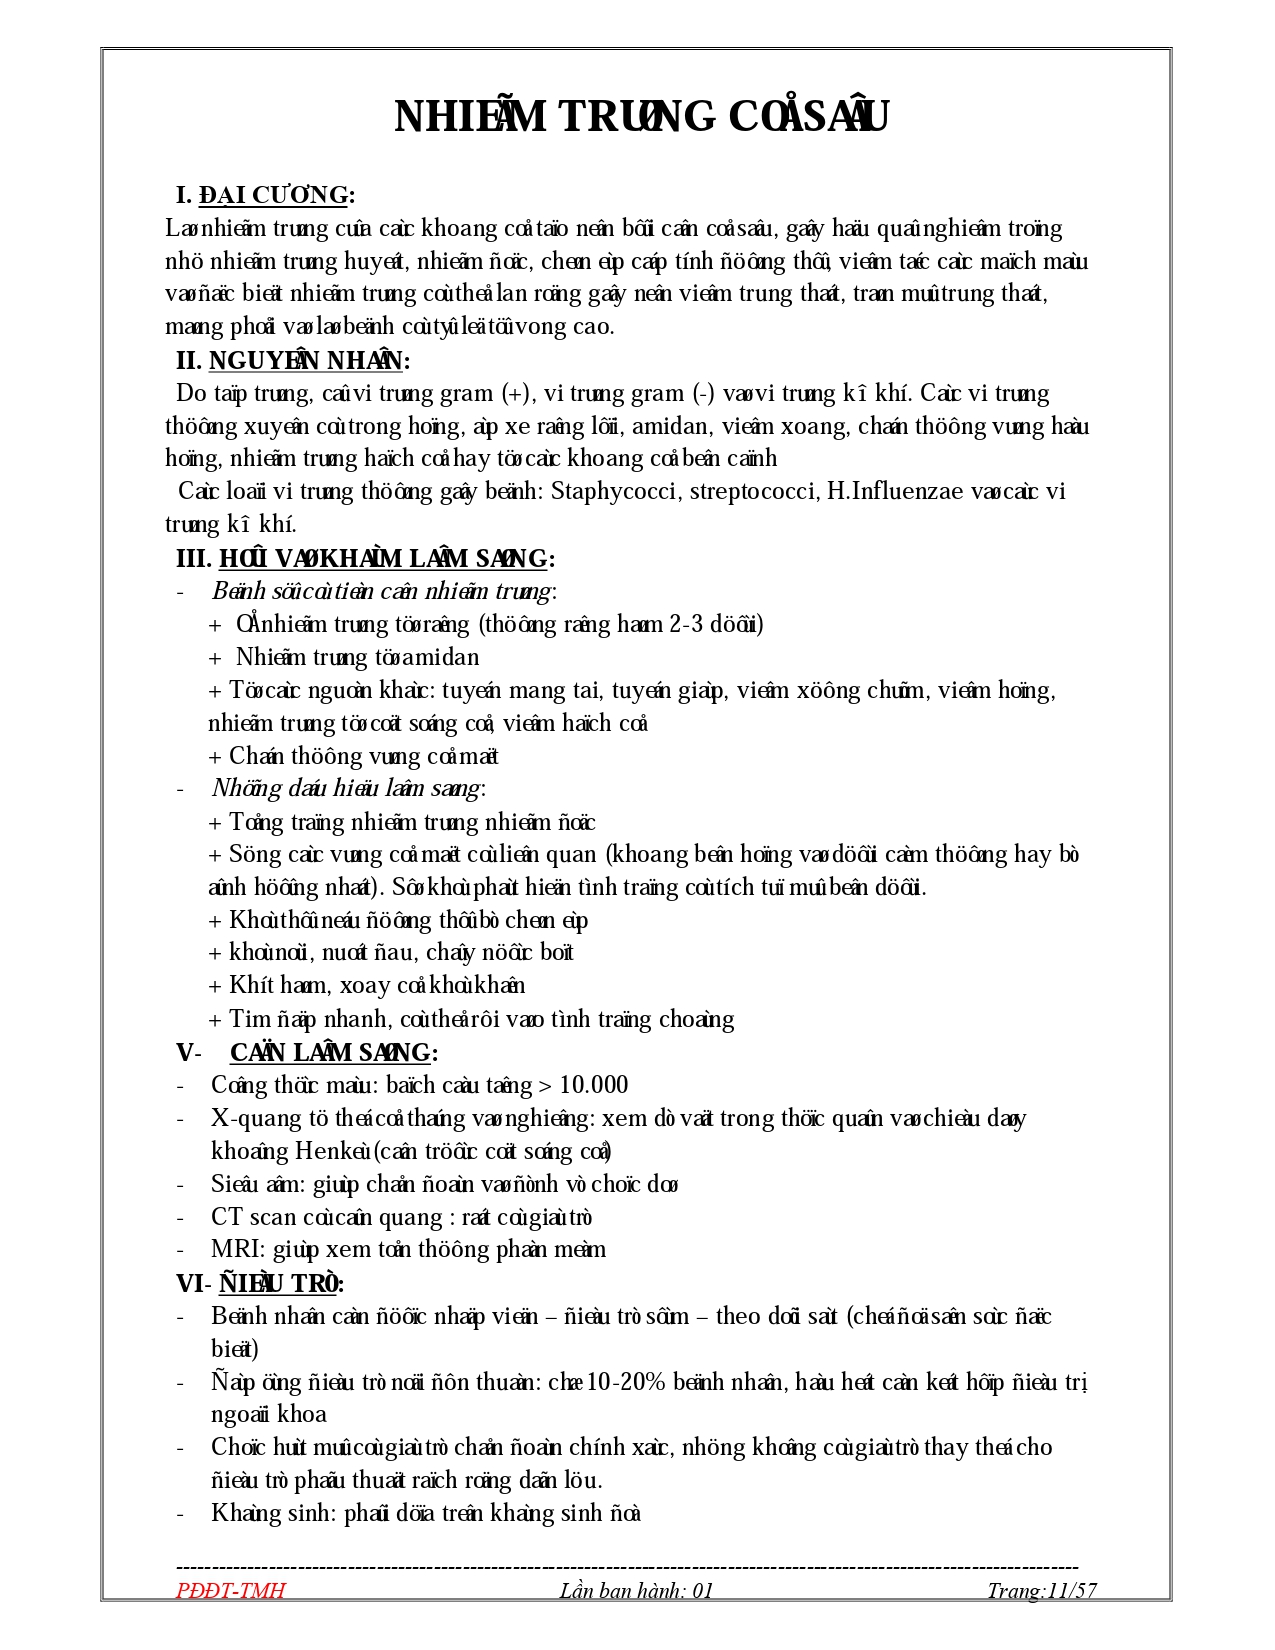 NHIEÃM TRUØNG COÅ SAÂU
I. ĐẠI CƯƠNG:
Laø nhieãm truøng cuûa caùc khoang coå taïo neân bôûi caân coå saâu, gaây haäu quaû nghieâm troïng
nhö nhieãm truøng huyeát, nhieãm ñoäc, cheøn eùp caáp tính ñöôøng thôû, vieâm taéc caùc maïch maùu
vaø ñaëc bieät nhieãm truøng coù theå lan roäng gaây neân vieâm trung thaát, traøn muû trung thaát,
maøng phoåi vaø laø beänh coù tyû leä töû vong cao.
II. NGUYEÂN NHAÂN:
Do taïp truøng, caû vi truøng gram (+), vi truøng gram (-) vaø vi truøng kî khí. Caùc vi truøng
thöôøng xuyeân coù trong hoïng, aùp xe raêng lôïi, amidan, vieâm xoang, chaán thöông vuøng haàu
hoïng, nhieãm truøng haïch coå hay töø caùc khoang coå beân caïnh
Caùc loaïi vi truøng thöôøng gaây beänh: Staphycocci, streptococci, H.Influenzae vaø caùc vi
truøng kî khí.
III. HOÛI VAØ KHAÙM LAÂM SAØNG:
- Beänh söû coù tieàn caên nhieãm truøng:
+ OÅ nhieãm truøng töø raêng (thöôøng raêng haøm 2-3 döôùi)
+ Nhieãm truøng töø amidan
+ Töø caùc nguoàn khaùc: tuyeán mang tai, tuyeán giaùp, vieâm xöông chuõm, vieâm hoïng,
nhieãm truøng töø coät soáng coå, vieâm haïch coå
+ Chaán thöông vuøng coå maët
- Nhöõng daáu hieäu laâm saøng:
+ Toång traïng nhieãm truøng nhieãm ñoäc
+ Söng caùc vuøng coå maët coù lieân quan (khoang beân hoïng vaø döôùi caèm thöôøng hay bò
aûnh höôûng nhaát). Sôø khoù phaùt hieän tình traïng coù tích tuï muû beân döôùi.
+ Khoù thôû neáu ñöôøng thôû bò cheøn eùp
+ khoù noùi, nuoát ñau, chaûy nöôùc boït
+ Khít haøm, xoay coå khoù khaên
+ Tim ñaäp nhanh, coù theå rôi vaøo tình traïng choaùng
V- CAÄN LAÂM SAØNG:
- Coâng thöùc maùu: baïch caàu taêng > 10.000
- X-quang tö theá coå thaúng vaø nghieâng: xem dò vaät trong thöïc quaûn vaø chieàu daøy
khoaûng Henkeù (caân tröôùc coät soáng coå)
- Sieâu aâm: giuùp chaån ñoaùn vaø ñònh vò choïc doø
- CT scan coù caûn quang : raát coù giaù trò
- MRI: giuùp xem toån thöông phaàn meàm
VI- ÑIEÀU TRÒ:
- Beänh nhaân caàn ñöôïc nhaäp vieän – ñieàu trò sôùm – theo doõi saùt (cheá ñoä saên soùc ñaëc
bieät)
- Ñaùp öùng ñieàu trò noäi ñôn thuaàn: chæ 10-20% beänh nhaân, haàu heát caàn keát hôïp ñieàu trị
ngoaïi khoa
- Choïc huùt muû coù giaù trò chaån ñoaùn chính xaùc, nhöng khoâng coù giaù trò thay theá cho
ñieàu trò phaãu thuaät raïch roäng daãn löu.
- Khaùng sinh: phaûi döïa treân khaùng sinh ñoà
----------------------------------------------------------------------------------------------------------------------------------
PĐĐT-TMH Lần ban hành: 01 Trang:11/57